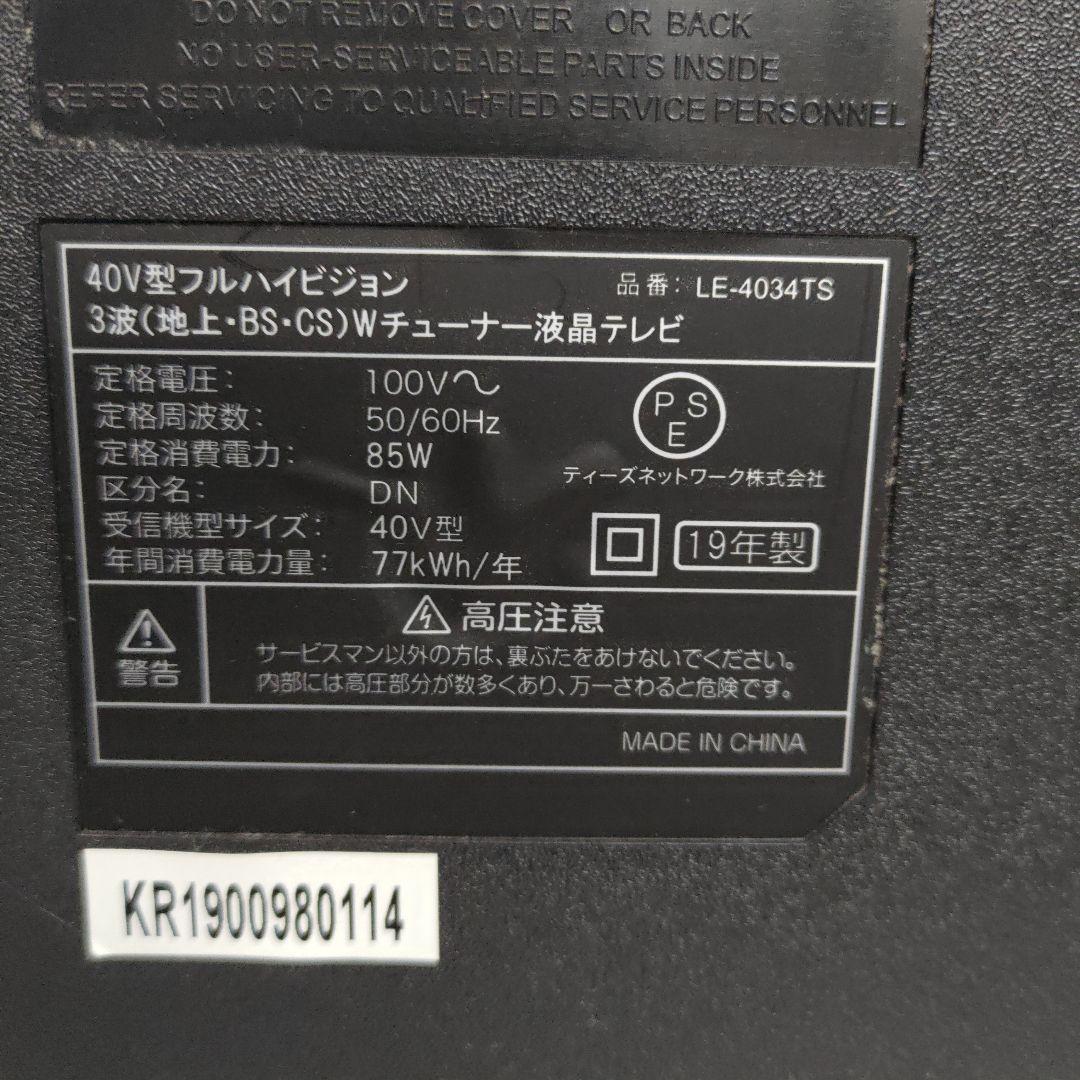 DO NOT REMOVE COVER OR BACK
NO USER-SERVICEABLE PARTS INSIDE
REFER SERVICING TO QUALIFIED SERVICE PERSONNEL
40V型フルハイビジョン 品番: LE-4034TS
3波(地上・BS・CS)Wチューナー液晶テレビ
定格電圧: 100V〜
定格周波数: 50/60Hz
定格消費電力: 85W
区分名: DN
受信機型サイズ: 40V型
年間消費電力量: 77kWh/年
PS
E
ティーズネットワーク株式会社
19年製
警告
高圧注意
サービスマン以外の方は、裏ぶたをあけないでください。
内部には高圧部分が数多くあり、万一さわると危険です。
MADE IN CHINA
KR1900980114